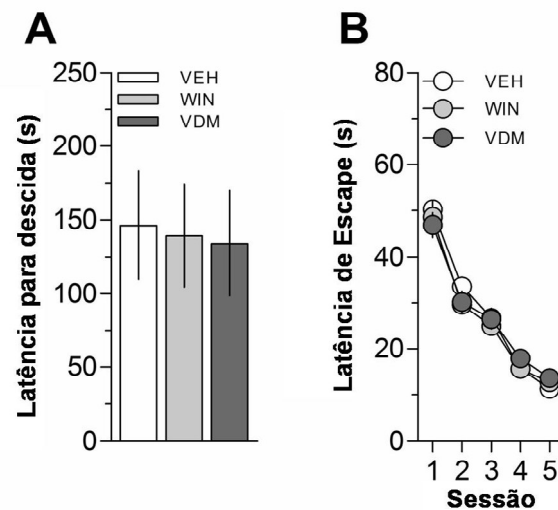 A
Latência para descida (s)
250
200
150
100
50
0
VEH
WIN
VDM
B
Latência de Escape (s)
80
60
40
20
0
VEH
WIN
VDM
1 2 3 4 5
Sessão